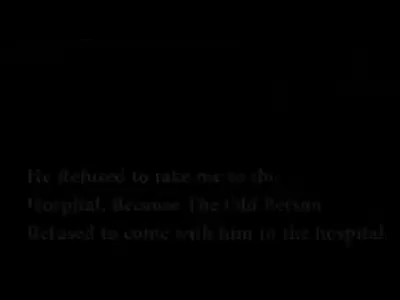 He Refused to take me to the
Hospital. Because The Old Person
Refused to come with him to the hospital